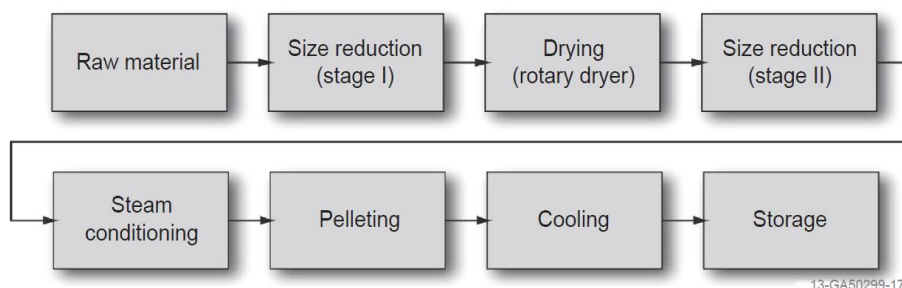 Raw material
Size reduction
(stage I)
Drying
(rotary dryer)
Size reduction
(stage II)
Steam
conditioning
Pelleting
Cooling
Storage
13-GA50299-17